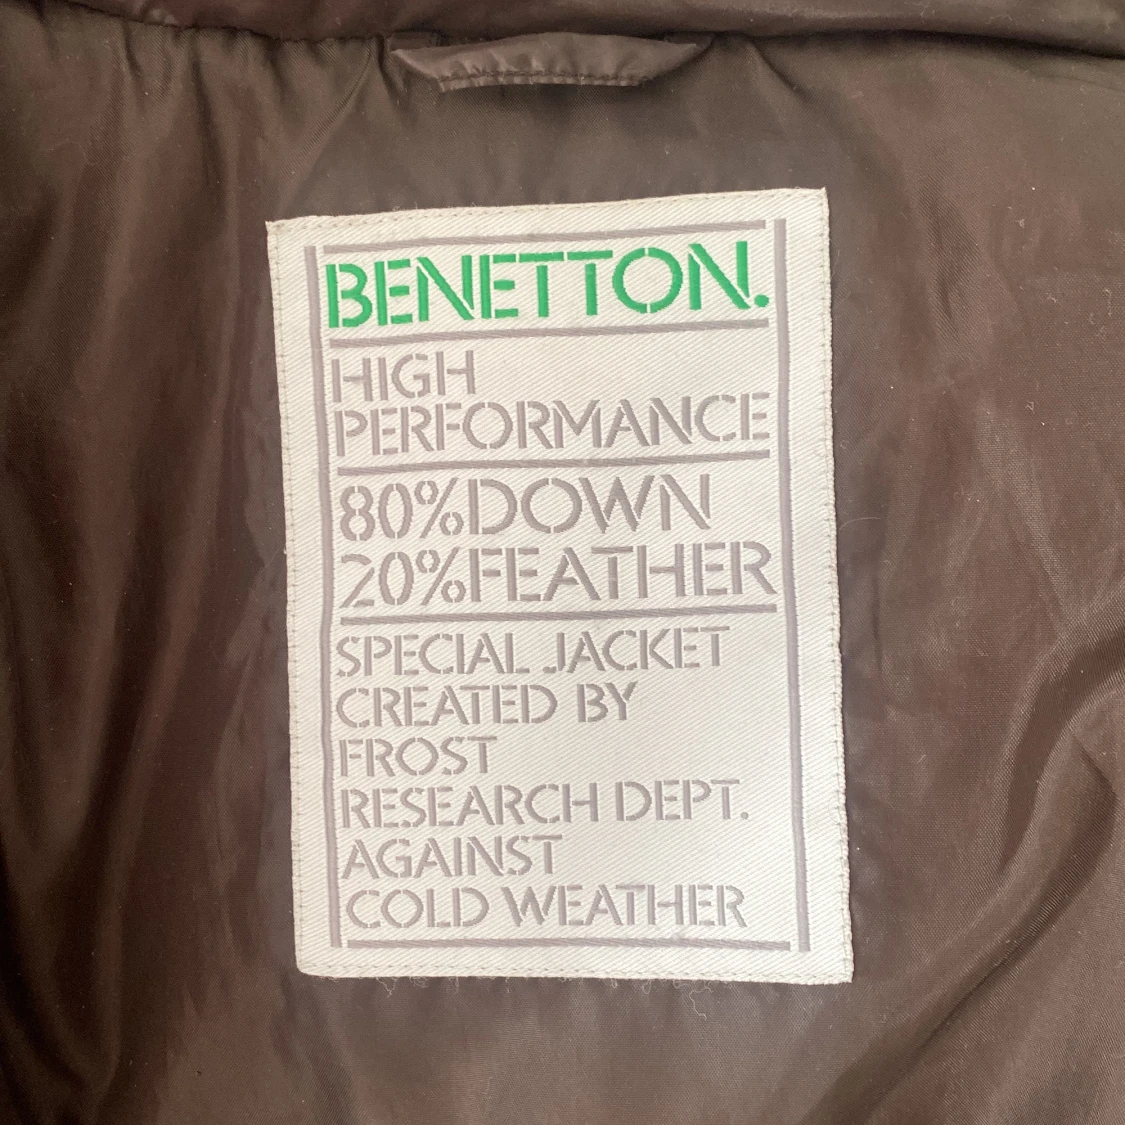 BENETTON.
HIGH
PERFORMANCE
80%DOWN
20%FEATHER
SPECIAL JACKET
CREATED BY
FROST
RESEARCH DEPT.
AGAINST
COLD WEATHER